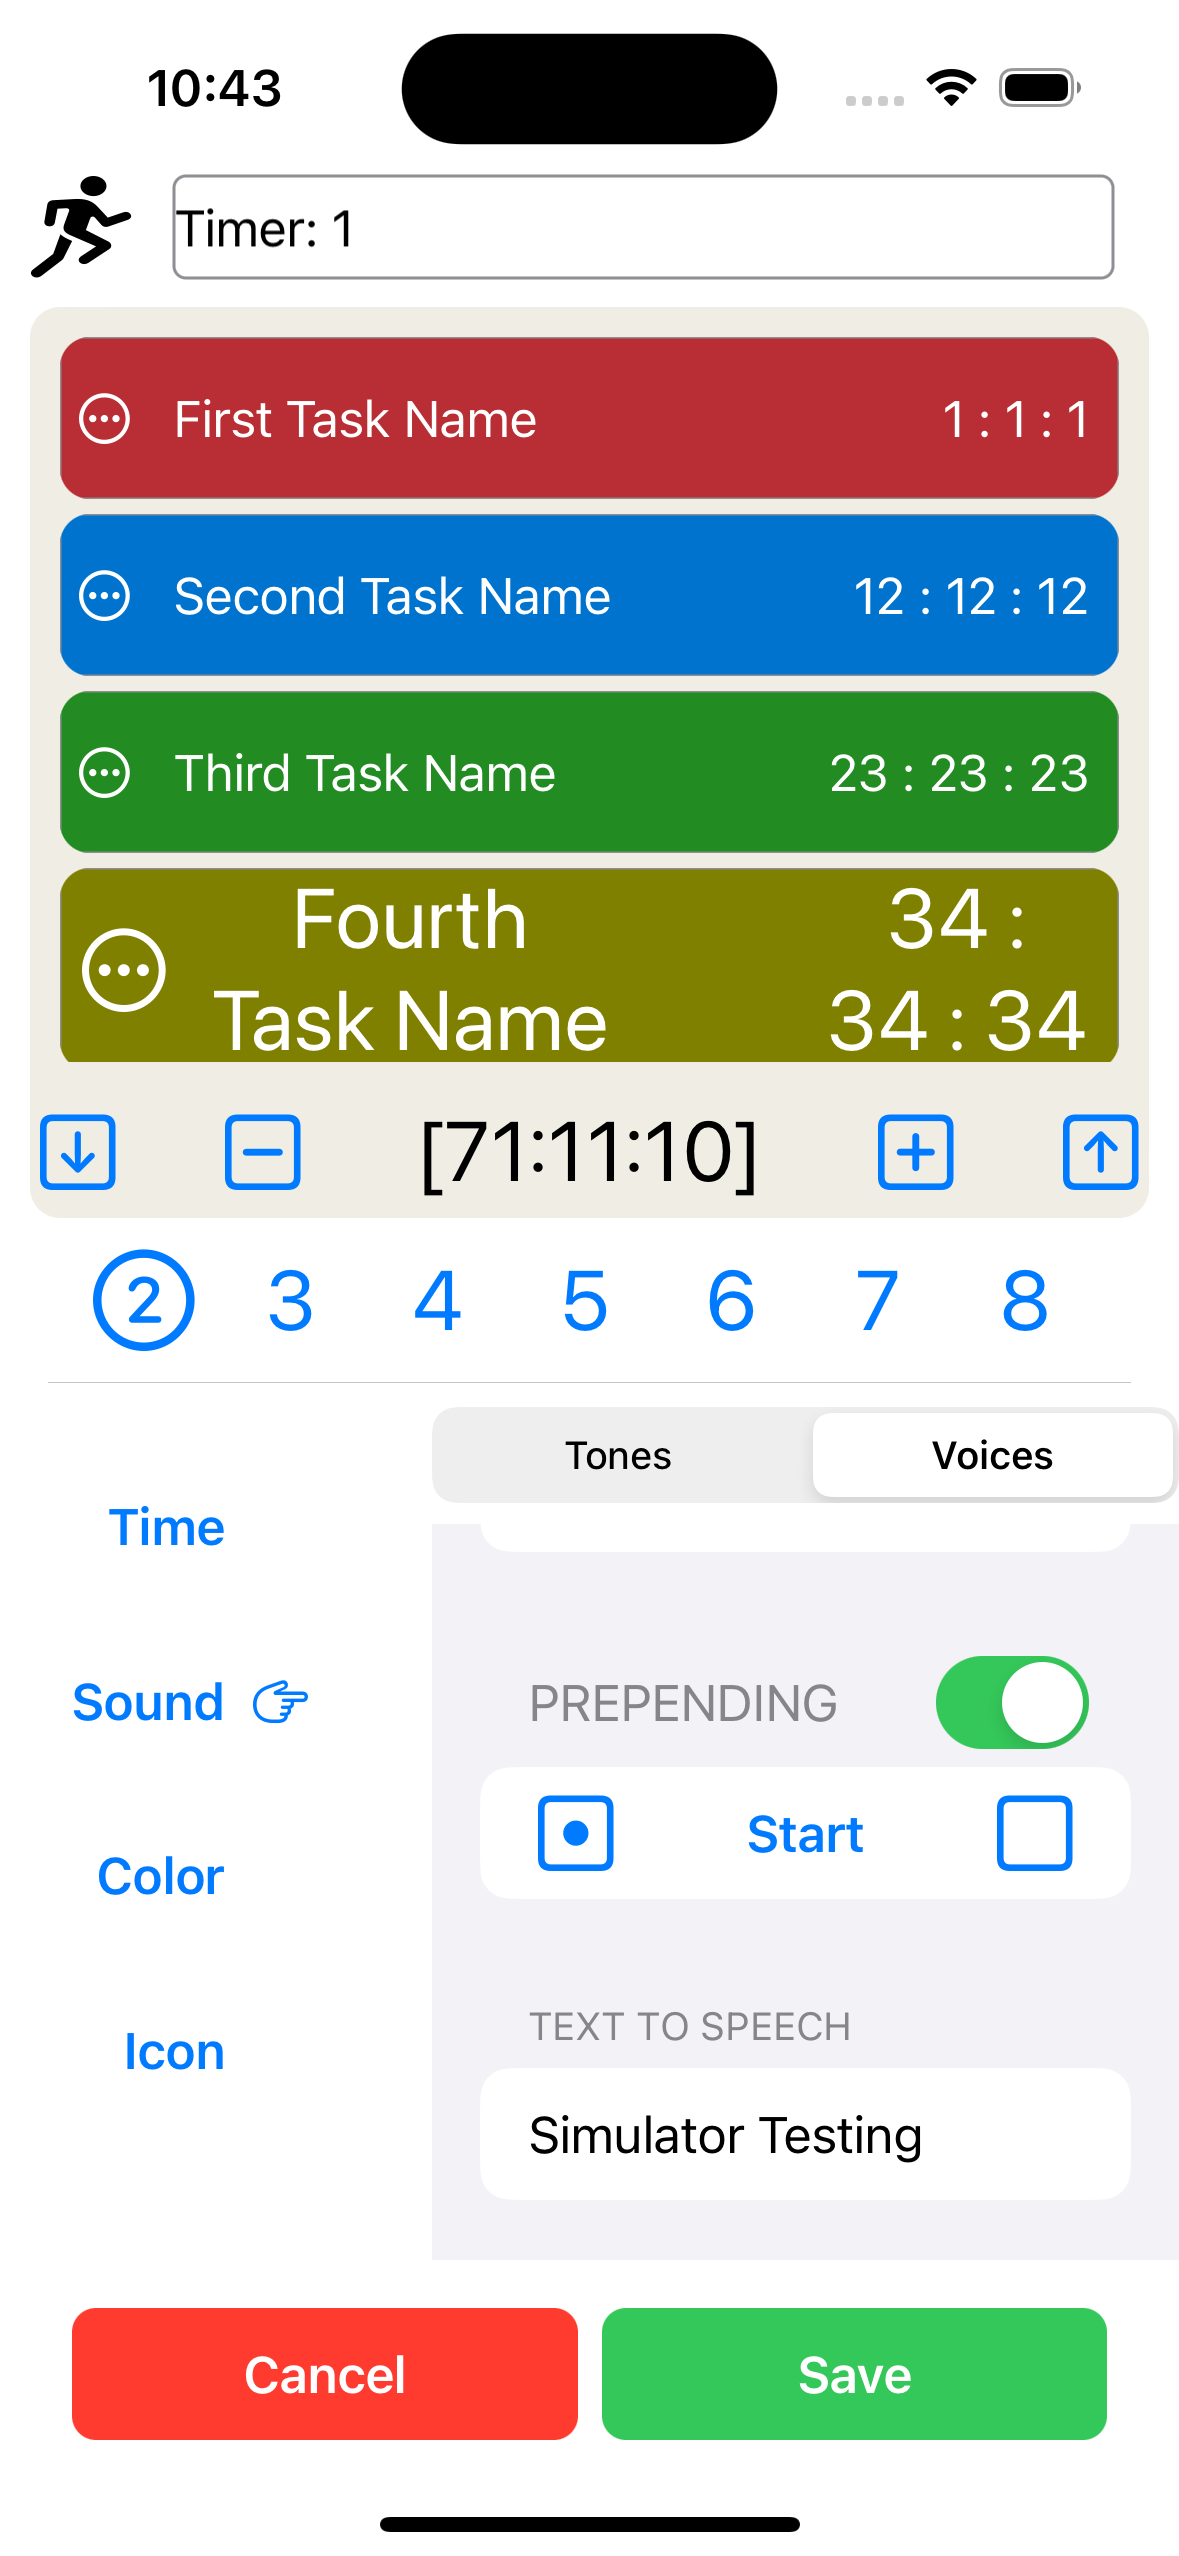 10:43
Timer: 1
First Task Name 1 : 1 : 1
Second Task Name 12 : 12 : 12
Third Task Name 23 : 23 : 23
Fourth 34 :
Task Name 34 : 34
[71:11:10]
2 3 4 5 6 7 8
Tones Voices
Time
PREPENDING
Sound
Start
Color
TEXT TO SPEECH
Icon
Simulator Testing
Cancel Save